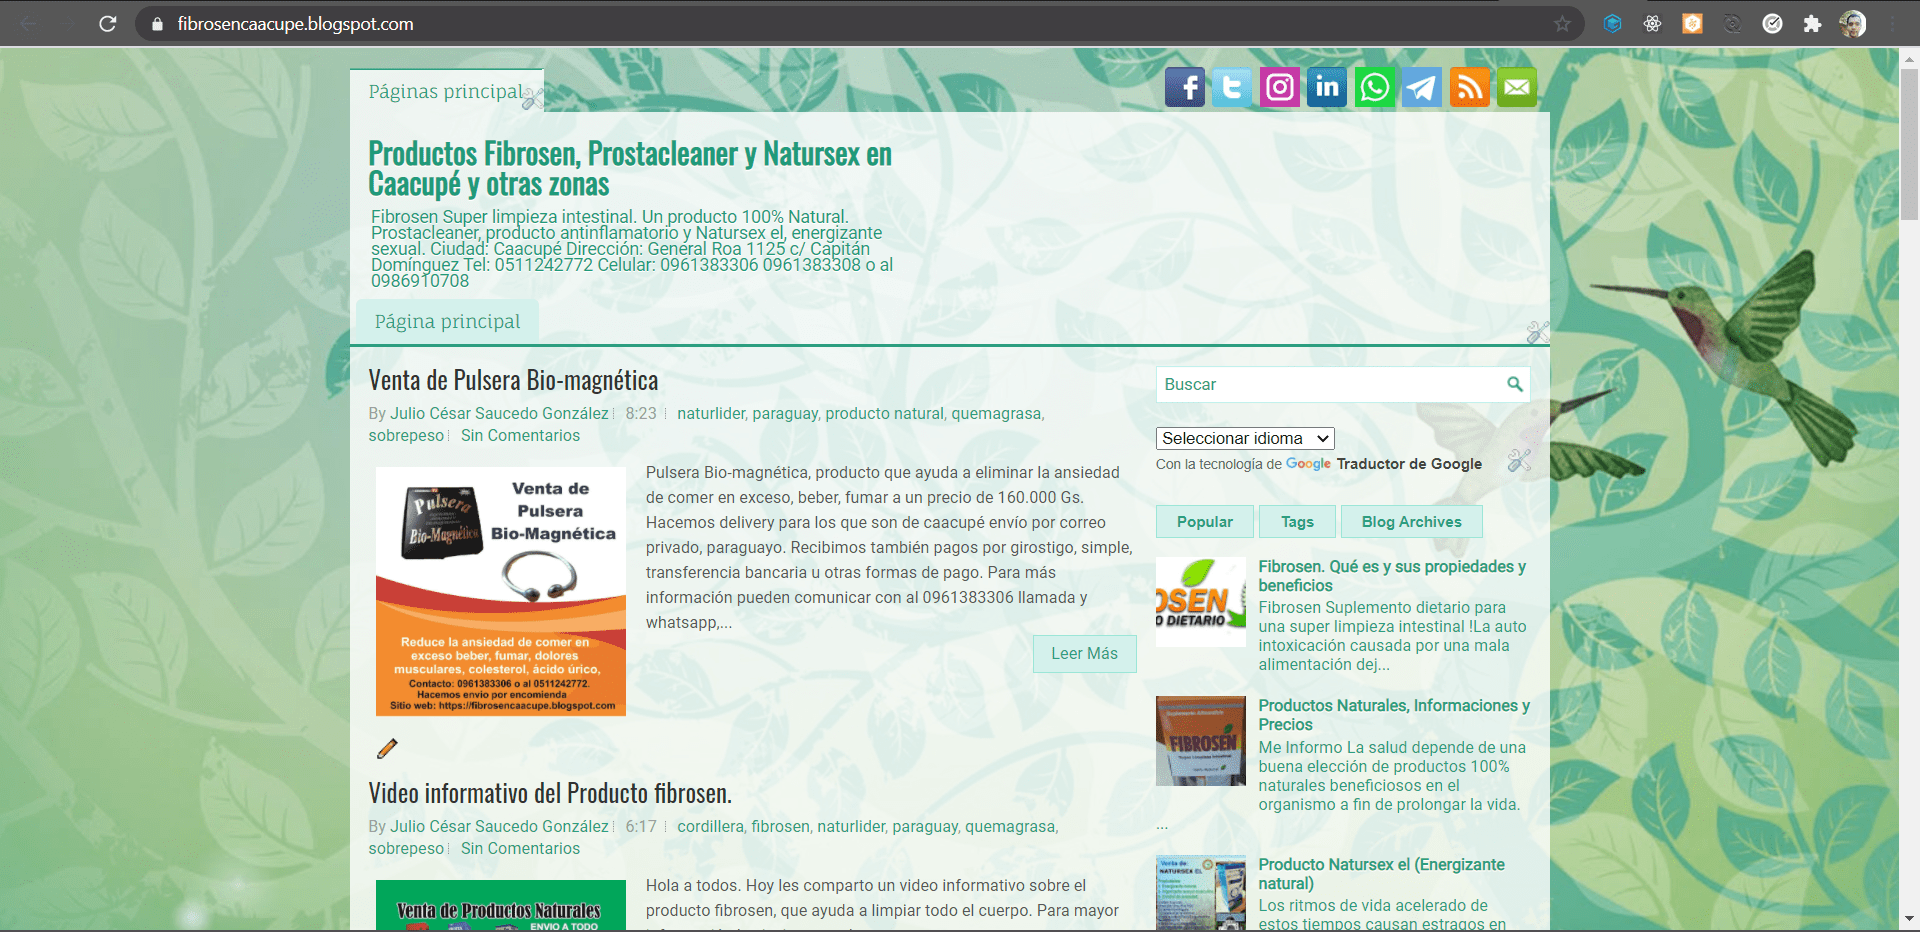 fibrosencaacupe.blogspot.com
Páginas principal
Productos Fibrosen, Prostacleaner y Natursex en
Caacupé y otras zonas
Fibrosen Super limpieza intestinal. Un producto 100% Natural.
Prostacleaner, producto antinflamatorio y Natursex el, energizante
sexual. Ciudad: Caacupé Dirección: General Roa 1125 c/ Capitán
Domínguez Tel: 0511242772 Celular: 0961383306 0961383308 o al
0986910708
Página principal
Venta de Pulsera Bio-magnética
By Julio César Saucedo González 8:23 naturlider, paraguay, producto natural, quemagrasa,
sobrepeso Sin Comentarios
Pulsera
Bio-Magnética
Venta de
Pulsera
Bio-Magnética
Reduce la ansiedad de comer en
exceso beber, fumar, dolores
musculares, colesterol, ácido úrico,
Contacto: 0961383306 o al 0511242772.
Hacemos envio por encomienda
Sitio web: https://fibrosencaacupe.blogspot.com
Pulsera Bio-magnética, producto que ayuda a eliminar la ansiedad
de comer en exceso, beber, fumar a un precio de 160.000 Gs.
Hacemos delivery para los que son de caacupé envío por correo
privado, paraguayo. Recibimos también pagos por girostigo, simple,
transferencia bancaria u otras formas de pago. Para más
información pueden comunicar con al 0961383306 llamada y
whatsapp,...
Leer Más
Video informativo del Producto fibrosen.
By Julio César Saucedo González 6:17 cordillera, fibrosen, naturlider, paraguay, quemagrasa,
sobrepeso Sin Comentarios
Venta de Productos Naturales
ENVIO A TODO
Hola a todos. Hoy les comparto un video informativo sobre el
producto fibrosen, que ayuda a limpiar todo el cuerpo. Para mayor
Buscar
Seleccionar idioma
Con la tecnología de Google Traductor de Google
Popular
Tags
Blog Archives
OSEN
O DIETARIO
Fibrosen. Qué es y sus propiedades y
beneficios
Fibrosen Suplemento dietario para
una super limpieza intestinal !La auto
intoxicación causada por una mala
alimentación dej...
FIBROSEN
Productos Naturales, Informaciones y
Precios
Me Informo La salud depende de una
buena elección de productos 100%
naturales beneficiosos en el
organismo a fin de prolongar la vida.
...
Venta de:
NATURSEX EL
Producto Natursex el (Energizante
natural)
Los ritmos de vida acelerado de
estos tiempos causan estragos en